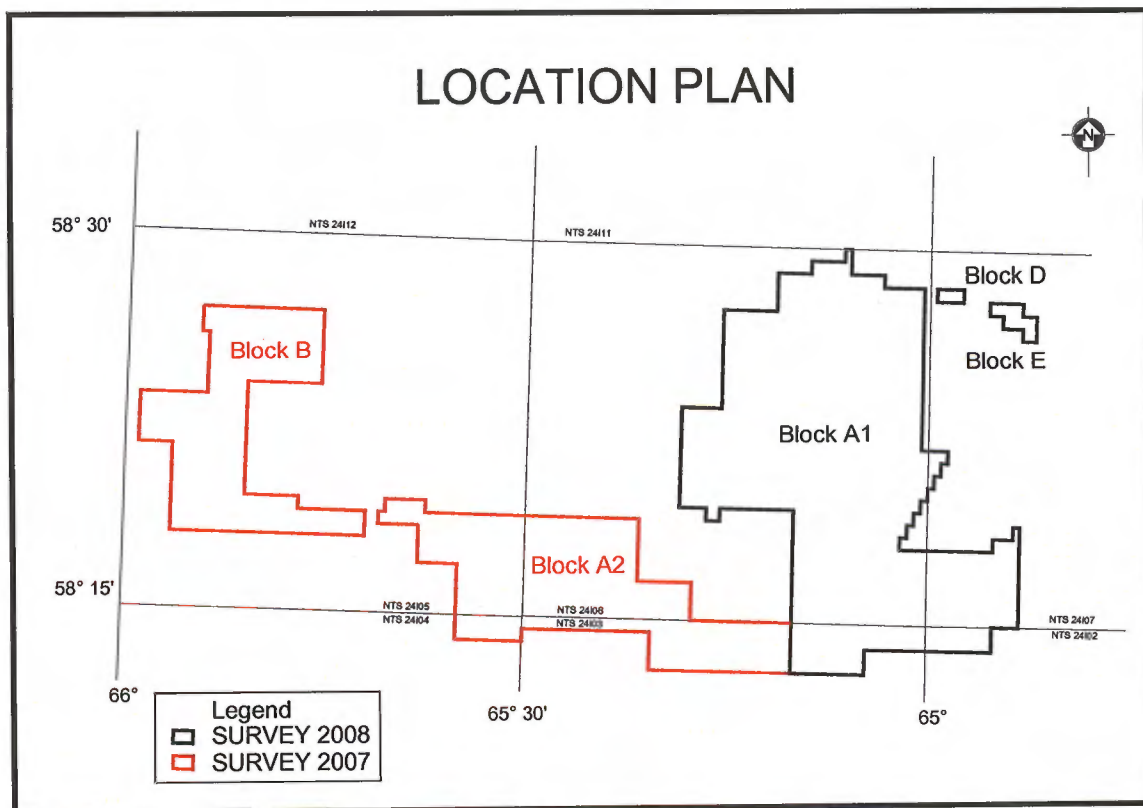 LOCATION PLAN
N
58° 30'
NTS 24I12
NTS 24I11
Block D
Block B
Block E
Block A1
Block A2
58° 15'
NTS 24I05
NTS 24I04
NTS 24I06
NTS 24I03
NTS 24I07
NTS 24I02
66°
65° 30'
65°
Legend
SURVEY 2008
SURVEY 2007